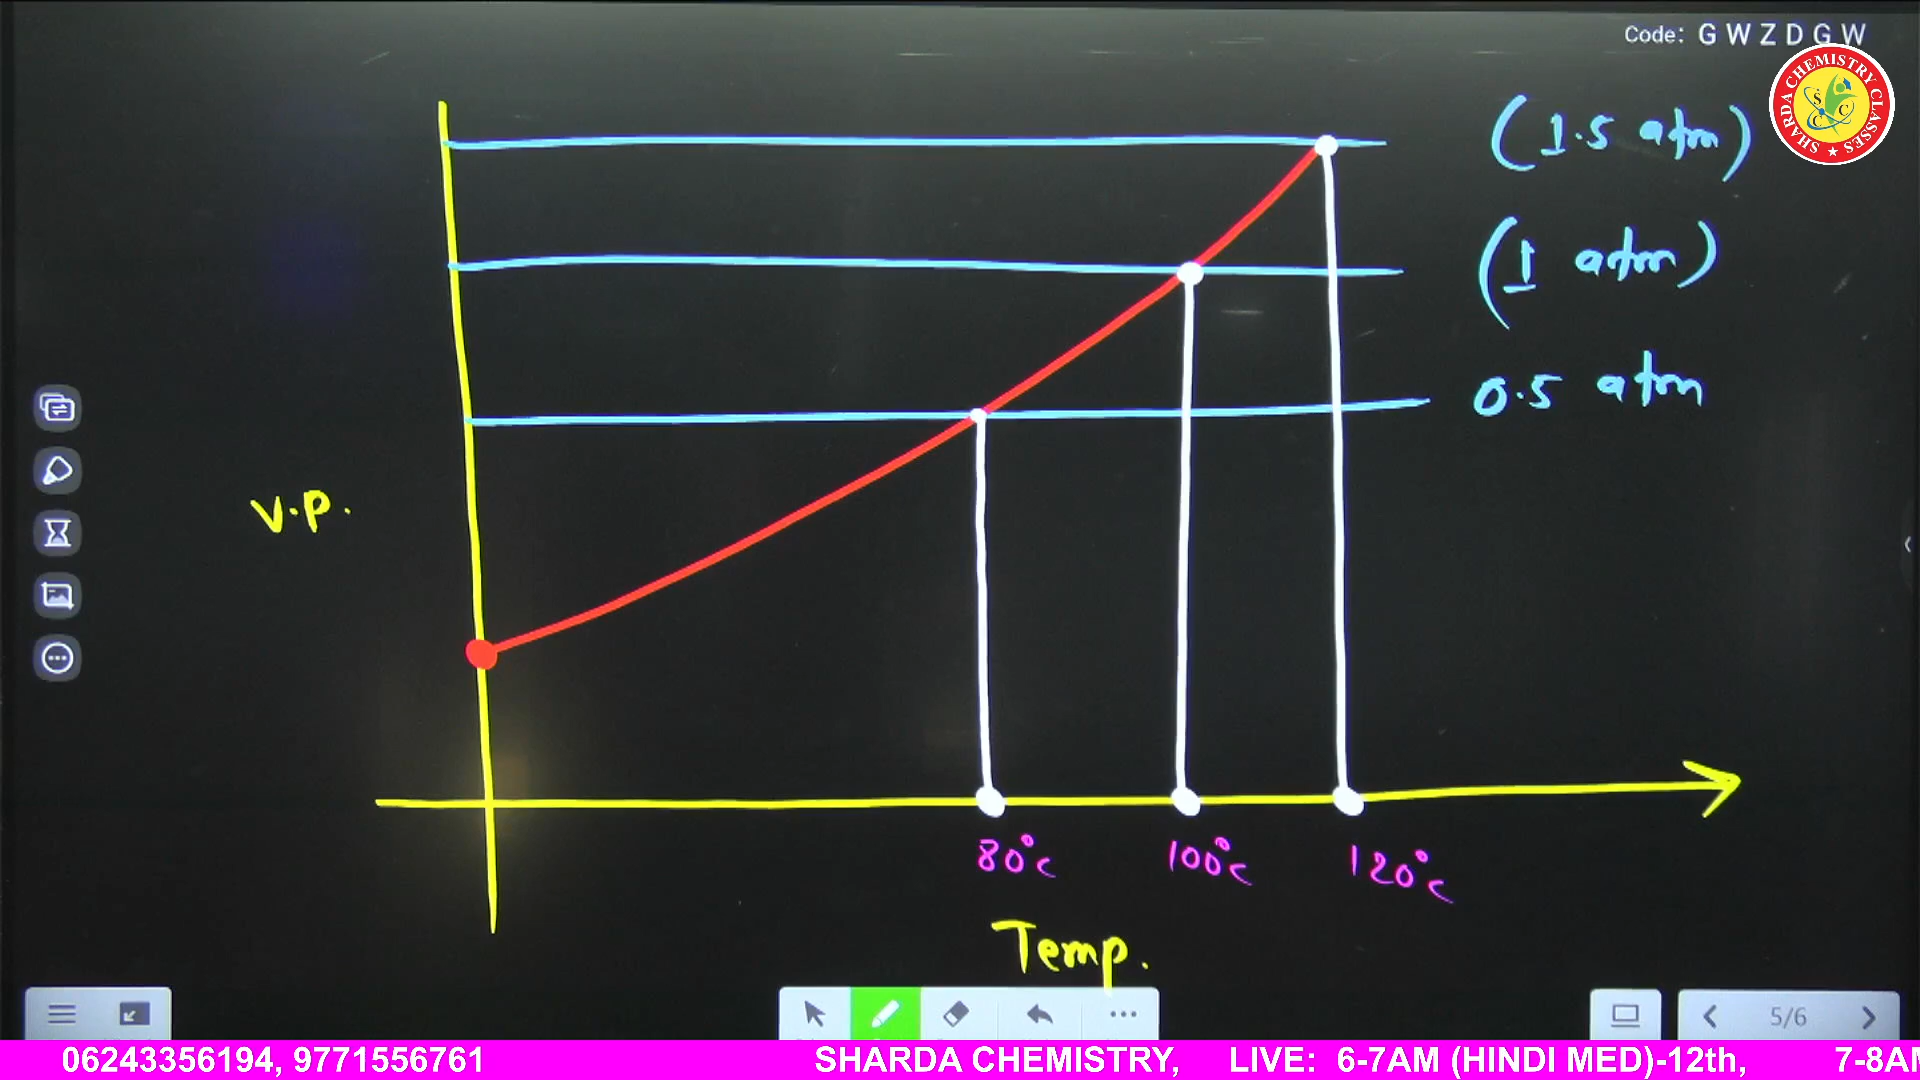 Code: GWZDGW
SHARDA CHEMISTRY CLASSES
S C C
(1.5 atm)
(1 atm)
0.5 atm
V.P.
80°C 100°C 120°C
Temp.
5/6
06243356194, 9771556761 SHARDA CHEMISTRY, LIVE: 6-7AM (HINDI MED)-12th, 7-8AM